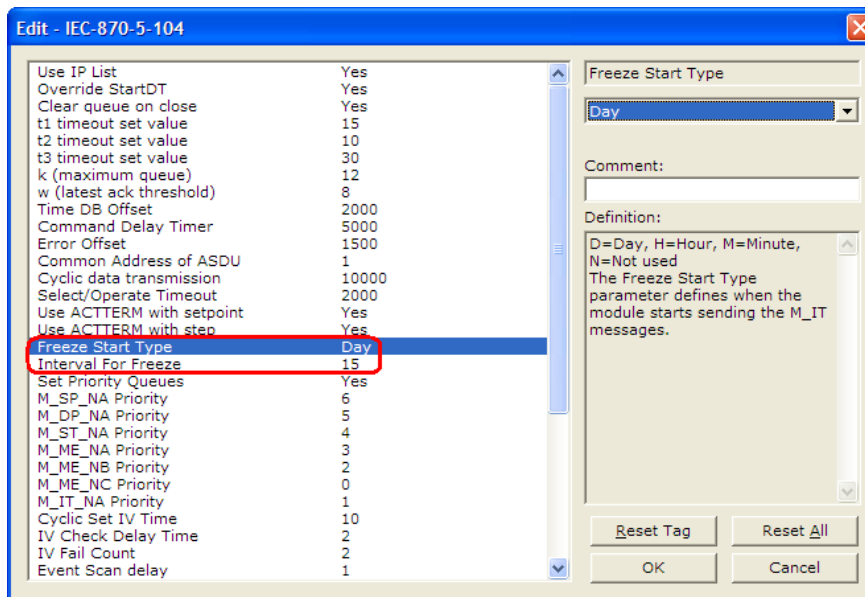 Edit - IEC-870-5-104
Use IP List Yes
Override StartDT Yes
Clear queue on close Yes
t1 timeout set value 15
t2 timeout set value 10
t3 timeout set value 30
k (maximum queue) 12
w (latest ack threshold) 8
Time DB Offset 2000
Command Delay Timer 5000
Error Offset 1500
Common Address of ASDU 1
Cyclic data transmission 10000
Select/Operate Timeout 2000
Use ACTTERM with setpoint Yes
Use ACTTERM with step Yes
Freeze Start Type Day
Interval For Freeze 15
Set Priority Queues Yes
M_SP_NA Priority 6
M_DP_NA Priority 5
M_ST_NA Priority 4
M_ME_NA Priority 3
M_ME_NB Priority 2
M_ME_NC Priority 0
M_IT_NA Priority 1
Cyclic Set IV Time 10
IV Check Delay Time 2
IV Fail Count 2
Event Scan delay 1
Freeze Start Type
Day
Comment:
Definition:
D=Day, H=Hour, M=Minute,
N=Not used
The Freeze Start Type
parameter defines when the
module starts sending the M_IT
messages.
Reset Tag
Reset All
OK
Cancel